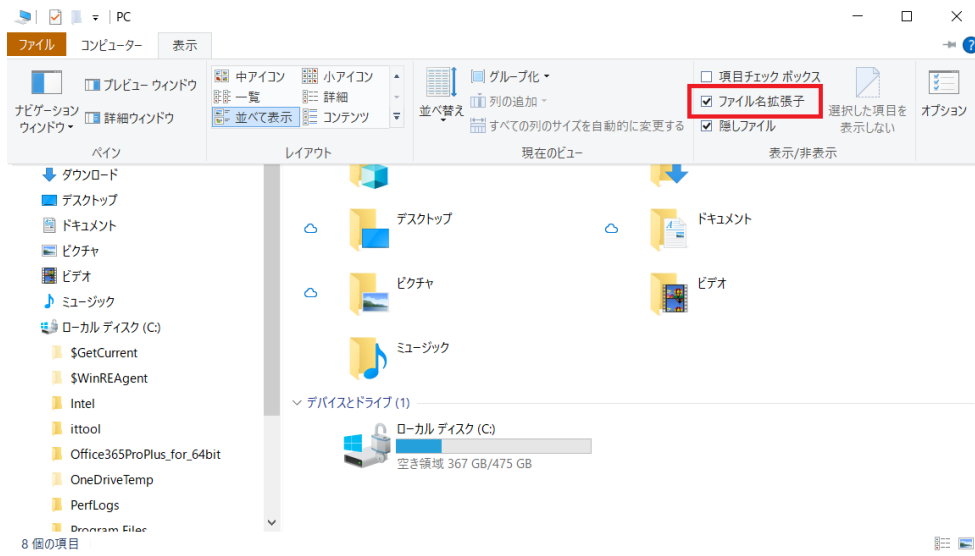 PC
ファイル
コンピューター
表示
ナビゲーション
ウィンドウ
プレビュー ウィンドウ
詳細ウィンドウ
ペイン
中アイコン
小アイコン
一覧
詳細
並べて表示
コンテンツ
レイアウト
並べ替え
グループ化
列の追加
すべての列のサイズを自動的に変更する
現在のビュー
項目チェック ボックス
ファイル名拡張子
隠しファイル
選択した項目を
表示しない
表示/非表示
オプション
ダウンロード
デスクトップ
ドキュメント
ピクチャ
ビデオ
ミュージック
ローカル ディスク (C:)
$GetCurrent
$WinREAgent
Intel
ittool
Office365ProPlus_for_64bit
OneDriveTemp
PerfLogs
Program Files
デスクトップ
ドキュメント
ピクチャ
ビデオ
ミュージック
デバイスとドライブ (1)
ローカル ディスク (C:)
空き領域 367 GB/475 GB
8 個の項目